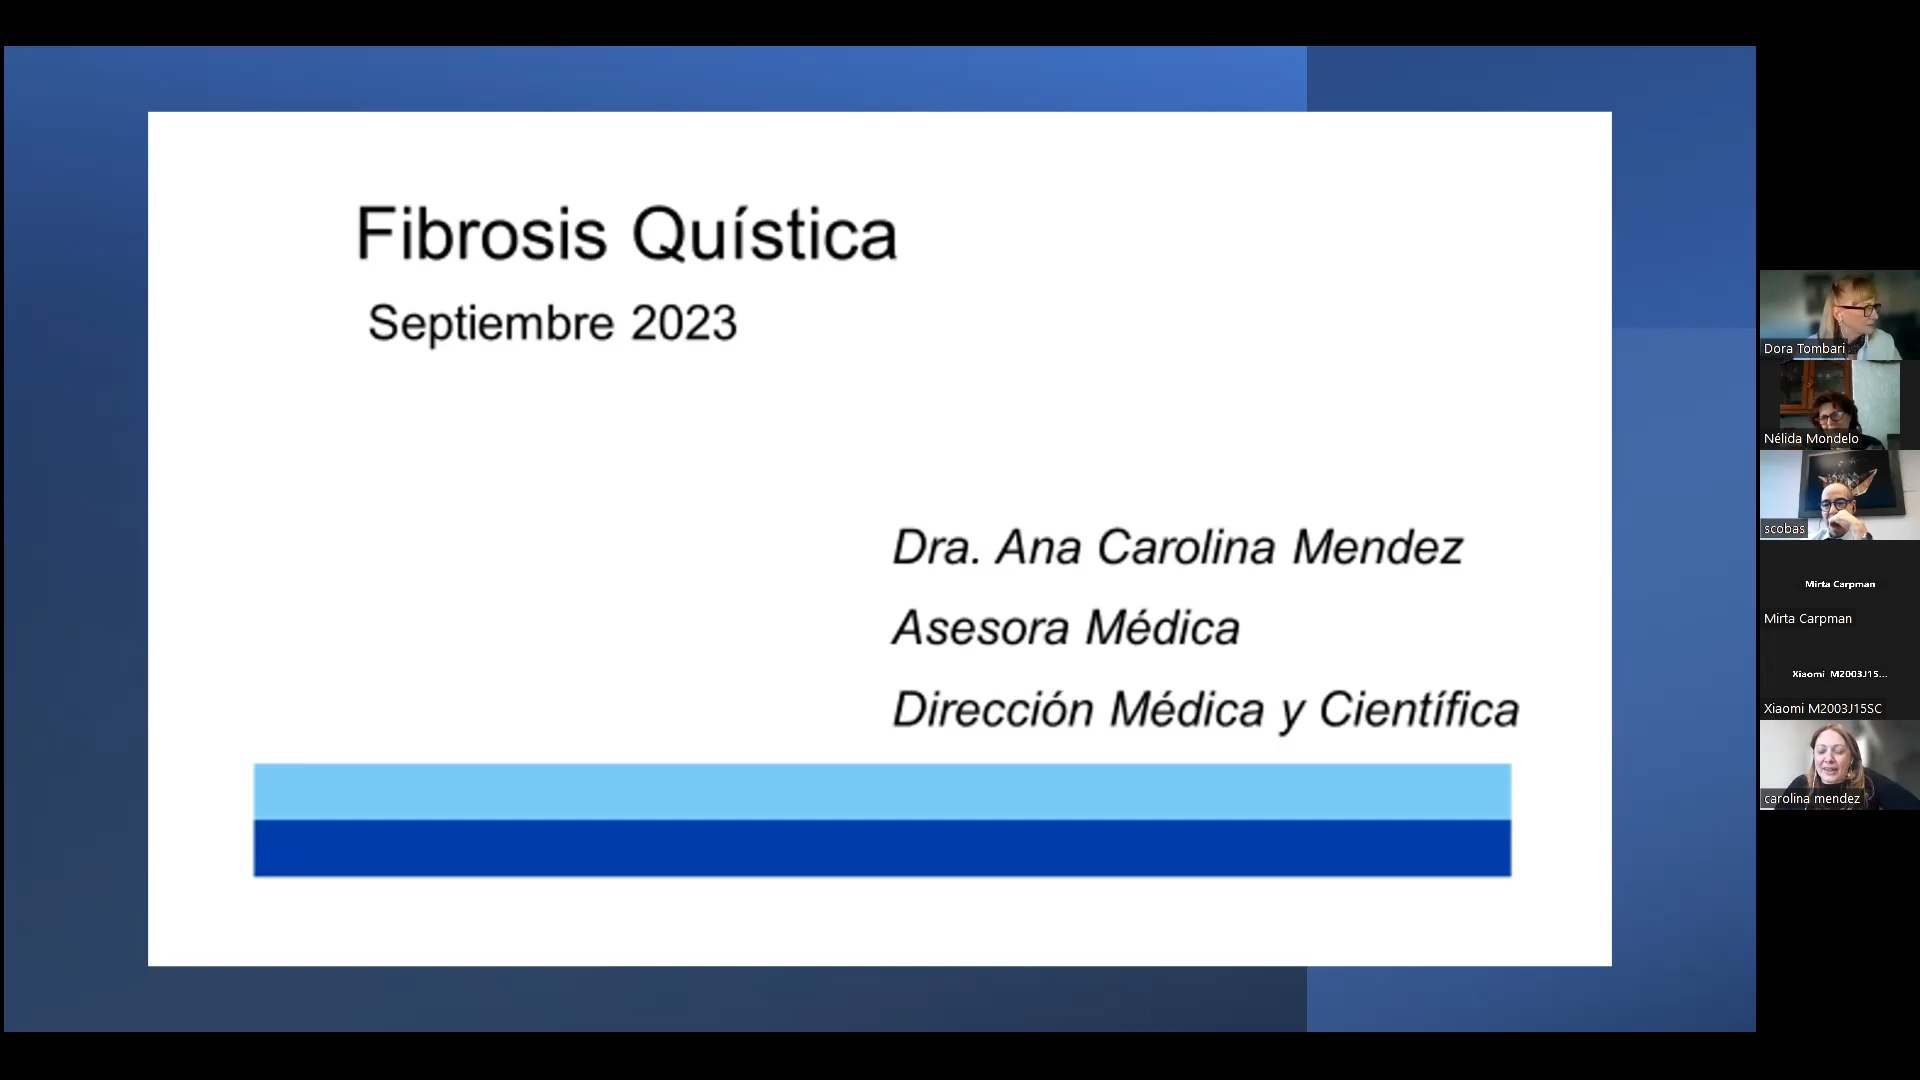 Fibrosis Quística
Septiembre 2023
Dra. Ana Carolina Mendez
Asesora Médica
Dirección Médica y Científica
Dora Tombari
Nélida Mondelo
scobas
Mirta Carpman
Mirta Carpman
Xiaomi M2003J15...
Xiaomi M2003J15SC
carolina mendez